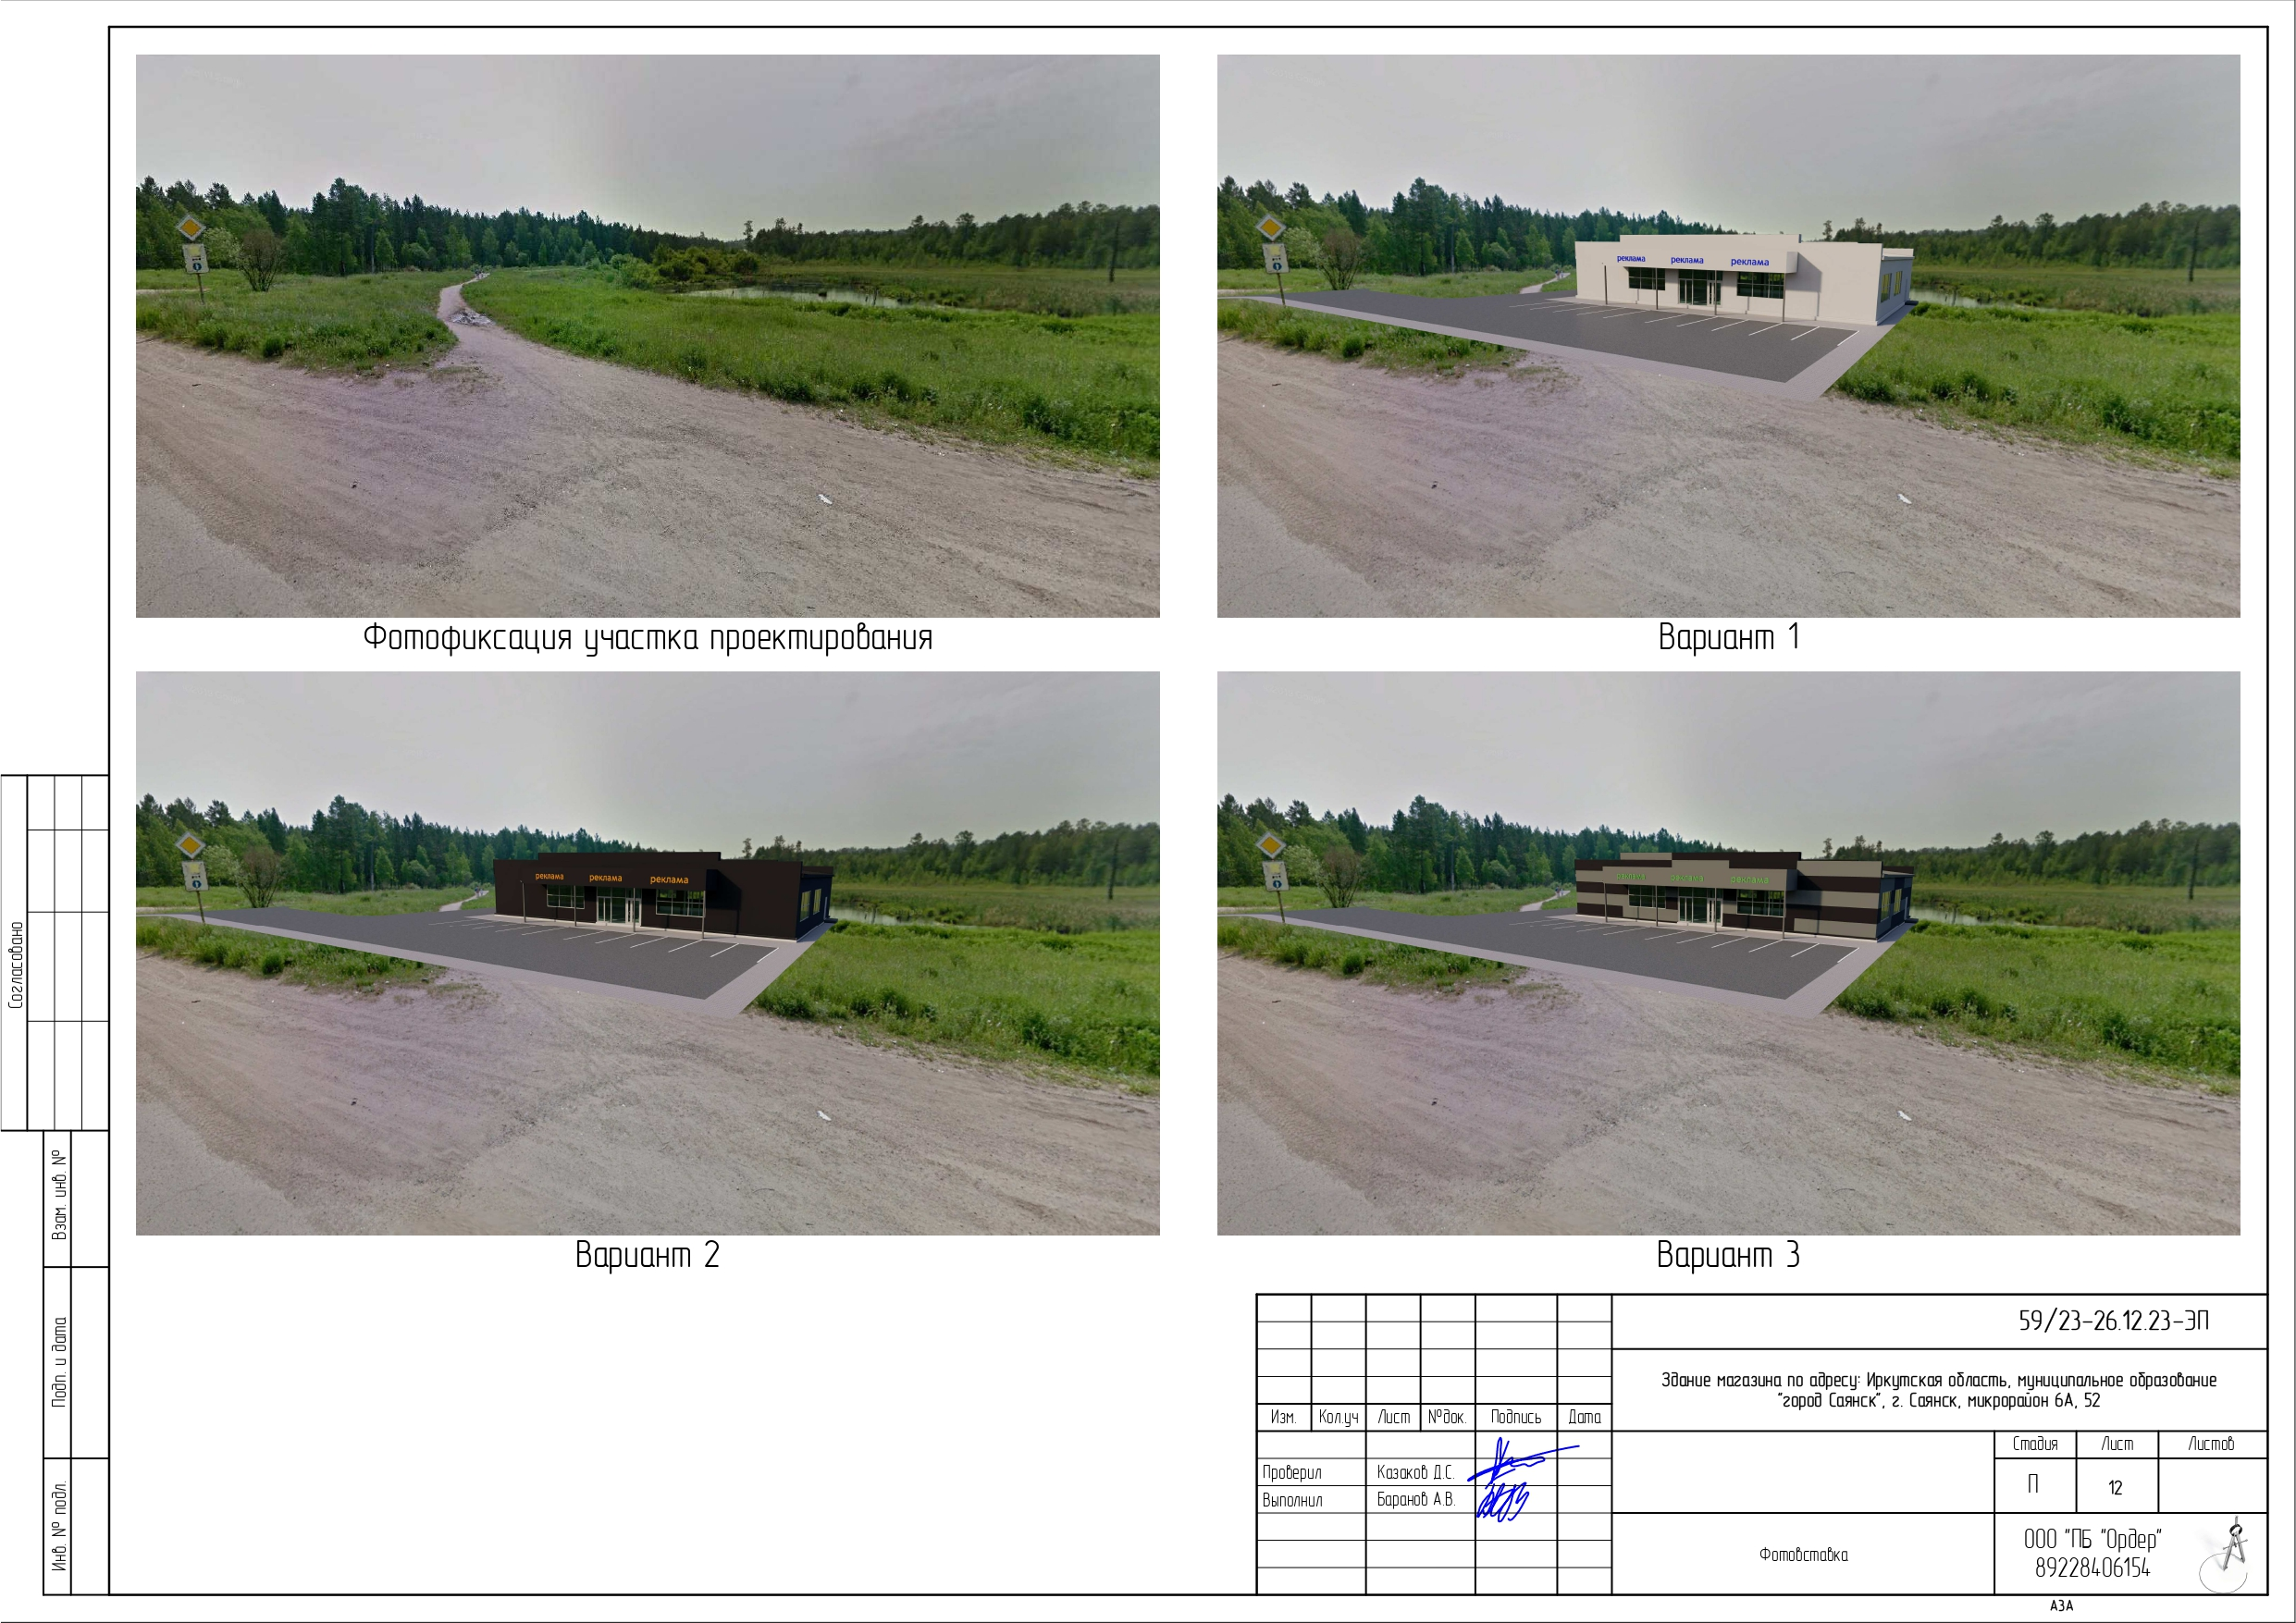 Фотофиксация участка проектирования
реклама реклама реклама
Вариант 1
реклама реклама реклама
Вариант 2
реклама реклама реклама
Вариант 3
Согласовано
Взам. инв. №
Подп. и дата
Инв. № подл.
59/23-26.12.23-ЭП
Здание магазина по адресу: Иркутская область, муниципальное образование
"город Саянск", г. Саянск, микрорайон 6А, 52
Изм. Кол.уч Лист №док. Подпись Дата
Стадия Лист Листов
Проверил Казаков Д.С.
П 12
Выполнил Баранов А.В.
Фотовставка
ООО "ПБ "Ордер"
89228406154
А3А